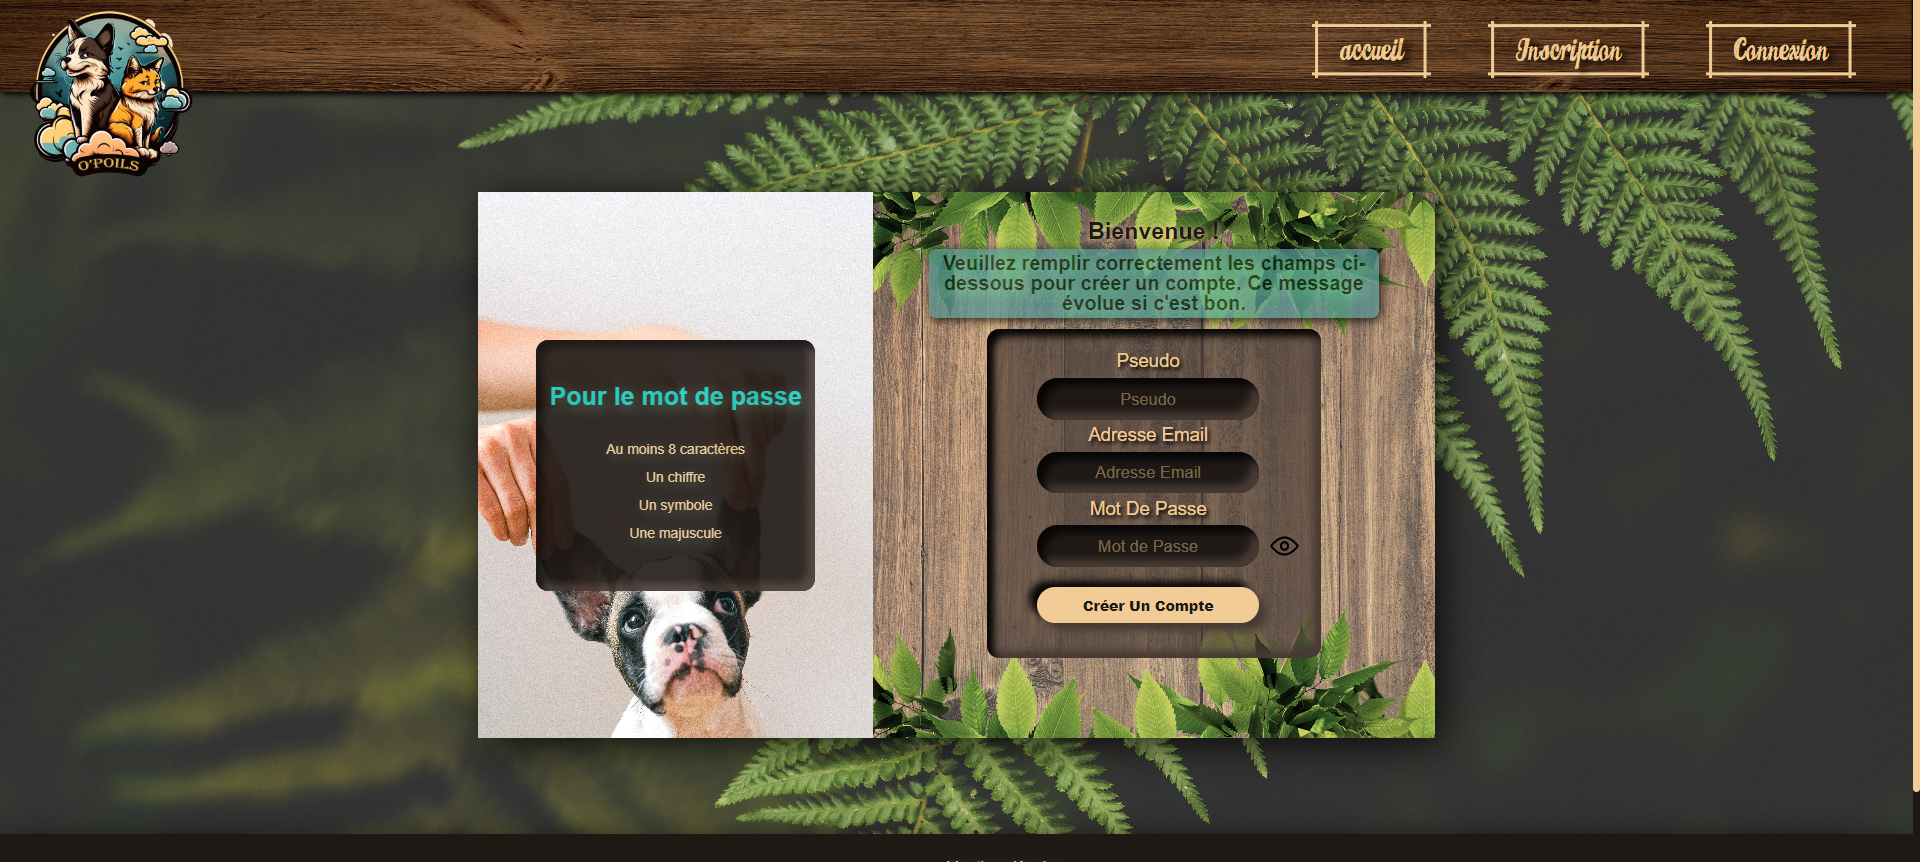 accueil
Inscription
Connexion
O'POILS
Bienvenue !
Veuillez remplir correctement les champs ci-
dessous pour créer un compte. Ce message
évolue si c'est bon.
Pour le mot de passe
Au moins 8 caractères
Un chiffre
Un symbole
Une majuscule
Pseudo
Pseudo
Adresse Email
Adresse Email
Mot De Passe
Mot de Passe
Créer Un Compte